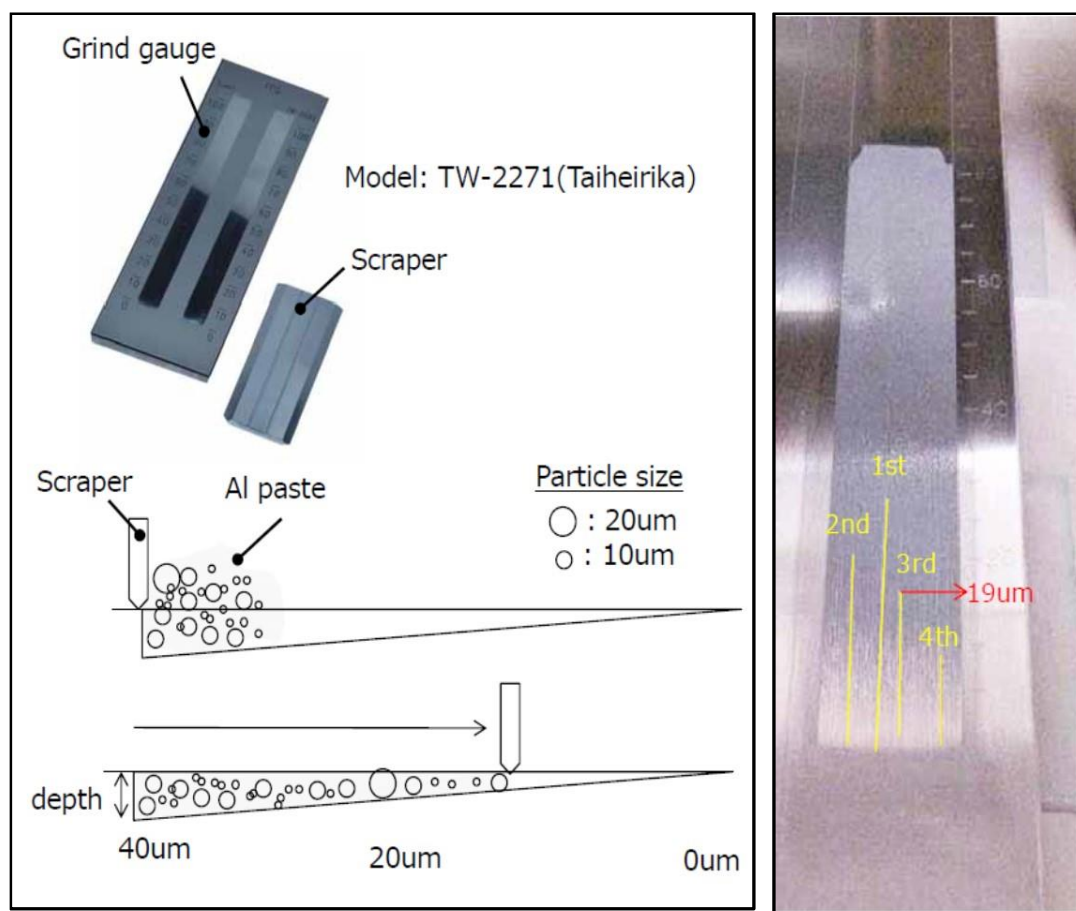 Grind gauge
Model: TW-2271(Taiheirika)
Scraper
Scraper
Al paste
Particle size
: 20um
: 10um
depth
40um
20um
0um
60
40
1st
2nd
3rd
19um
4th